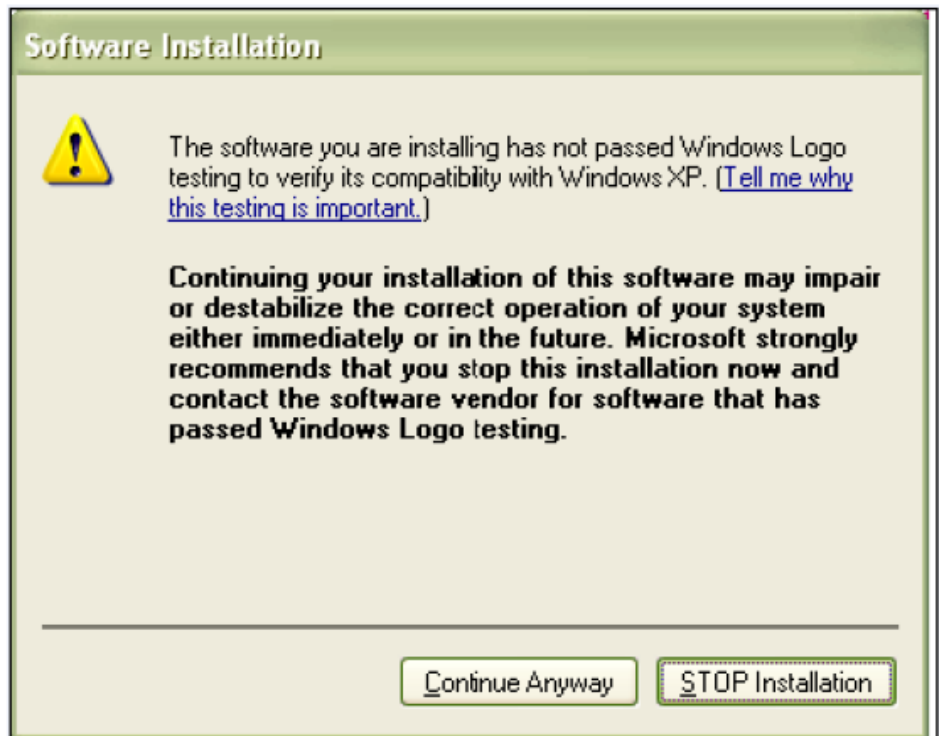 Software Installation
The software you are installing has not passed Windows Logo
testing to verify its compatibility with Windows XP. (Tell me why
this testing is important.)
Continuing your installation of this software may impair
or destabilize the correct operation of your system
either immediately or in the future. Microsoft strongly
recommends that you stop this installation now and
contact the software vendor for software that has
passed Windows Logo testing.
Continue Anyway
STOP Installation